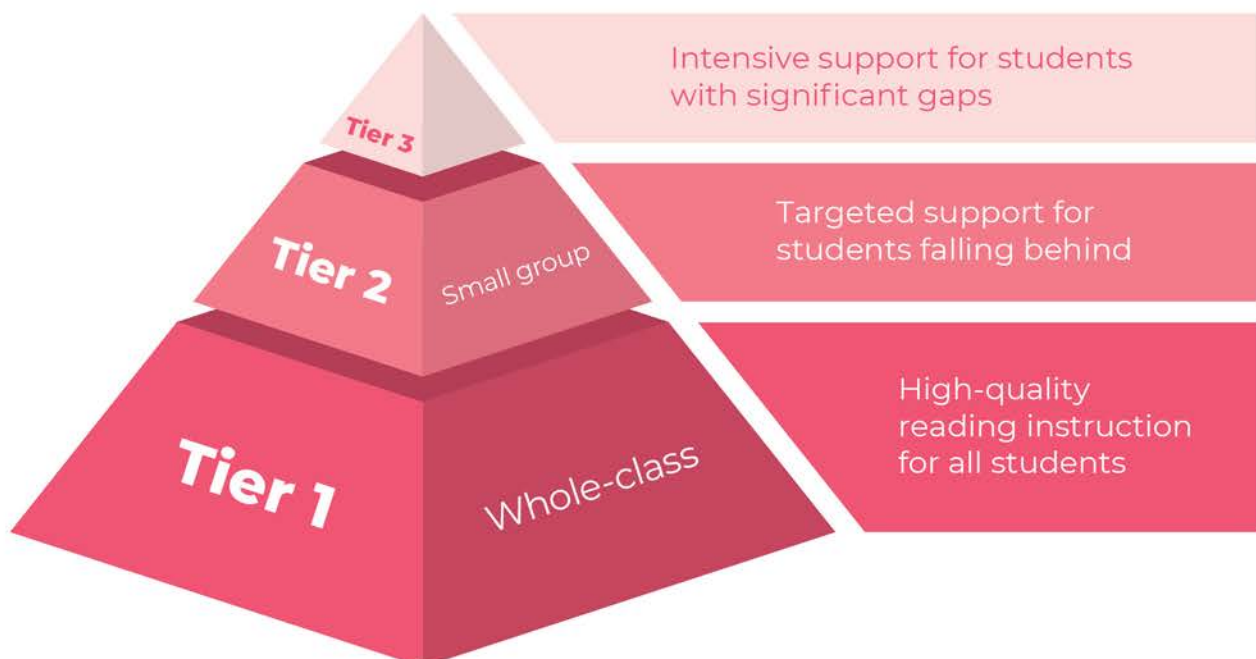 Tier 3
Intensive support for students
with significant gaps
Tier 2
Small group
Targeted support for
students falling behind
Tier 1
Whole-class
High-quality
reading instruction
for all students